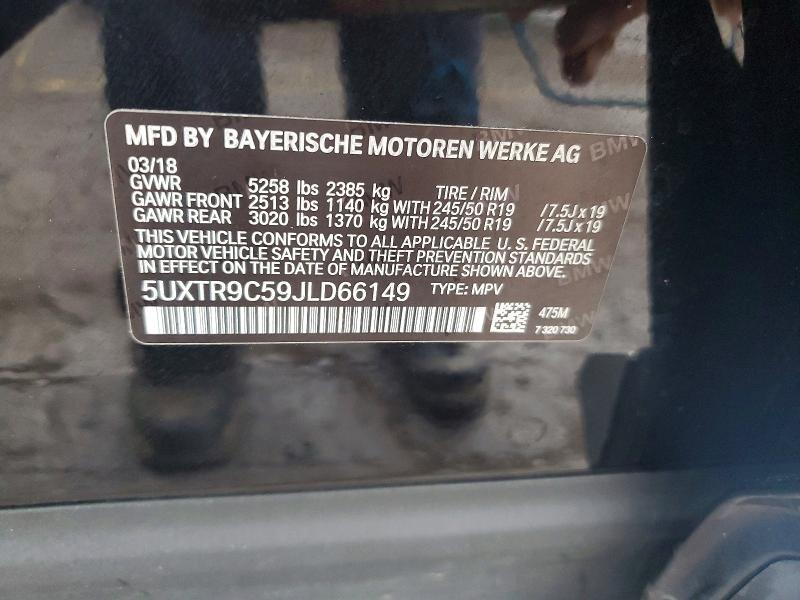 MFD BY BAYERISCHE MOTOREN WERKE AG
03/18
GVWR 5258 lbs 2385 kg TIRE / RIM
GAWR FRONT 2513 lbs 1140 kg WITH 245/50 R19 / 7.5J x 19
GAWR REAR 3020 lbs 1370 kg WITH 245/50 R19 / 7.5J x 19
THIS VEHICLE CONFORMS TO ALL APPLICABLE U. S. FEDERAL
MOTOR VEHICLE SAFETY AND THEFT PREVENTION STANDARDS
IN EFFECT ON THE DATE OF MANUFACTURE SHOWN ABOVE.
5UXTR9C59JLD66149 TYPE: MPV
475M
7 320 730